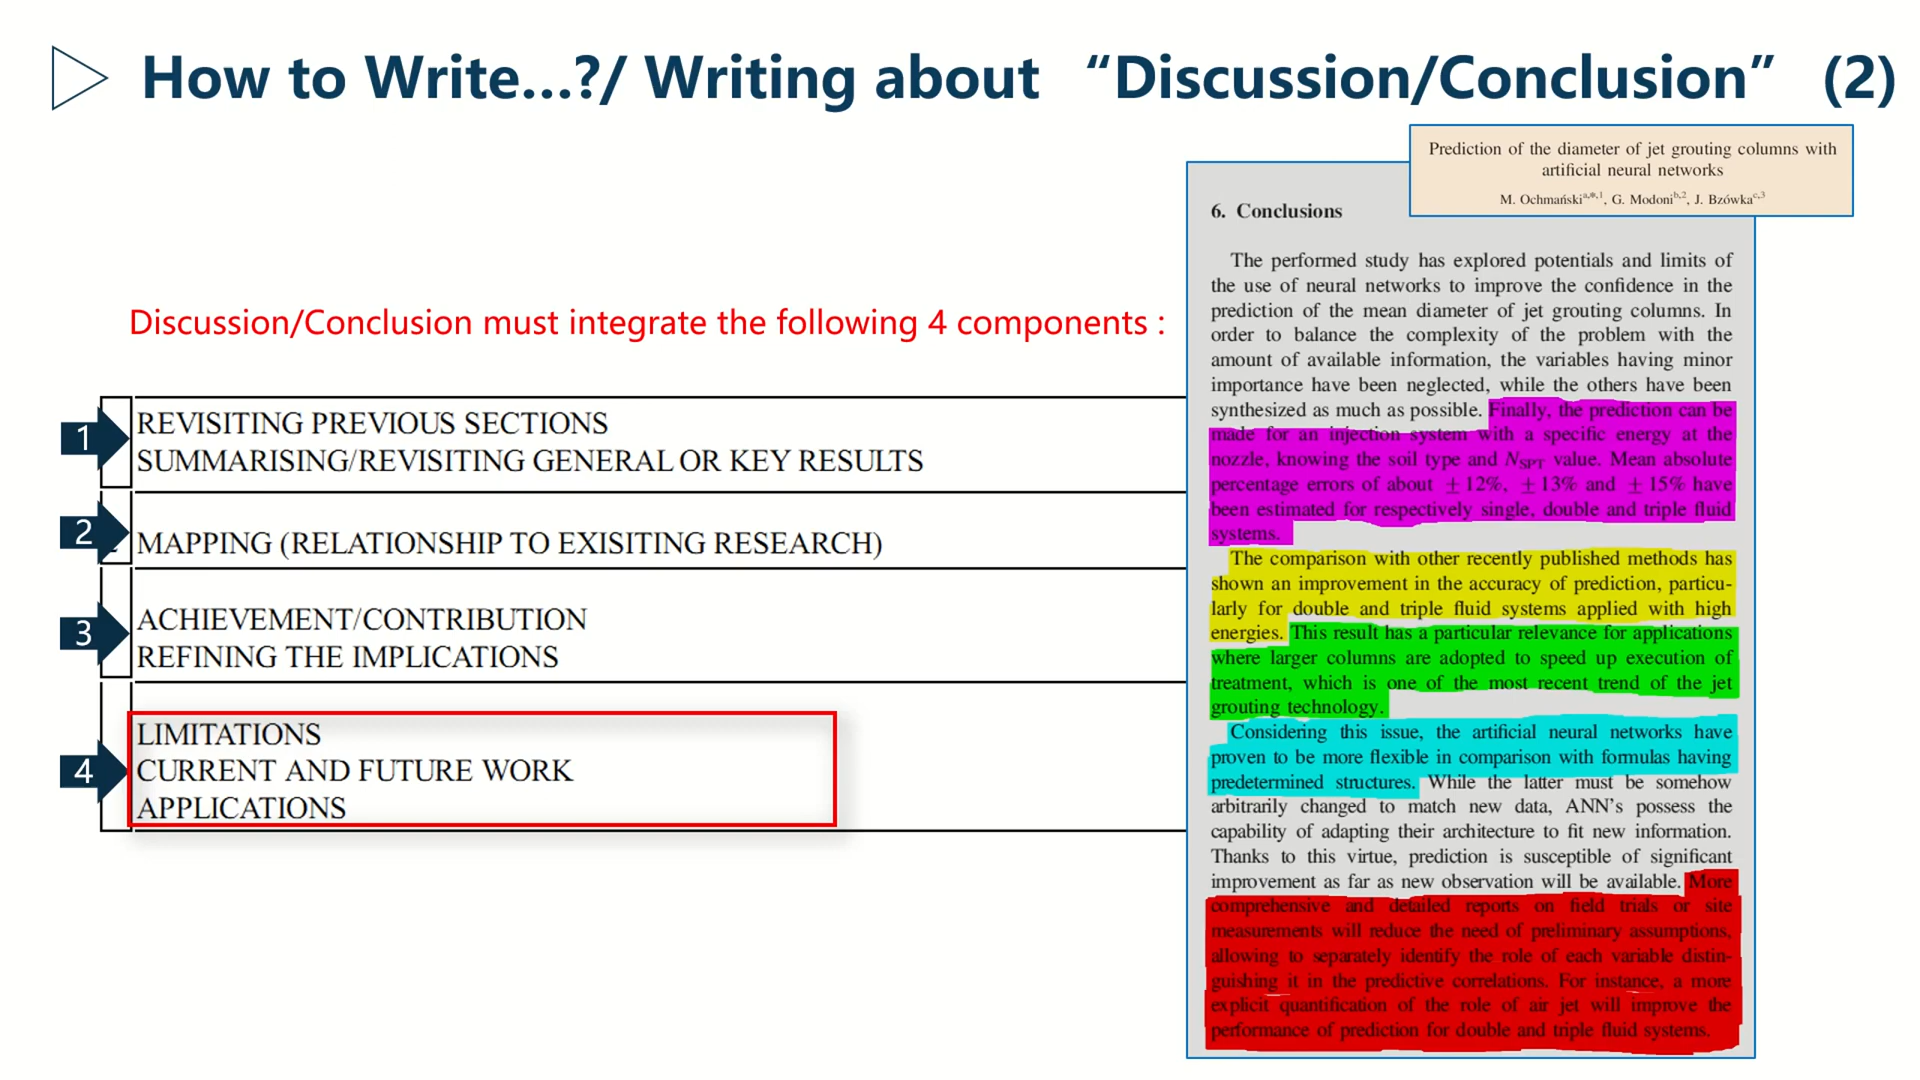 How to Write...?/ Writing about “Discussion/Conclusion” (2)
Prediction of the diameter of jet grouting columns with
artificial neural networks
M. Ochmański a,*,1, G. Modoni b,2, J. Bzówka c,3
Discussion/Conclusion must integrate the following 4 components :
1
REVISITING PREVIOUS SECTIONS
SUMMARISING/REVISITING GENERAL OR KEY RESULTS
2
MAPPING (RELATIONSHIP TO EXISITING RESEARCH)
3
ACHIEVEMENT/CONTRIBUTION
REFINING THE IMPLICATIONS
4
LIMITATIONS
CURRENT AND FUTURE WORK
APPLICATIONS
6. Conclusions
The performed study has explored potentials and limits of
the use of neural networks to improve the confidence in the
prediction of the mean diameter of jet grouting columns. In
order to balance the complexity of the problem with the
amount of available information, the variables having minor
importance have been neglected, while the others have been
synthesized as much as possible. Finally, the prediction can be
made for an injection system with a specific energy at the
nozzle, knowing the soil type and NSPT value. Mean absolute
percentage errors of about ±12%, ±13% and ±15% have
been estimated for respectively single, double and triple fluid
systems.
The comparison with other recently published methods has
shown an improvement in the accuracy of prediction, particu-
larly for double and triple fluid systems applied with high
energies. This result has a particular relevance for applications
where larger columns are adopted to speed up execution of
treatment, which is one of the most recent trend of the jet
grouting technology.
Considering this issue, the artificial neural networks have
proven to be more flexible in comparison with formulas having
predetermined structures. While the latter must be somehow
arbitrarily changed to match new data, ANN's possess the
capability of adapting their architecture to fit new information.
Thanks to this virtue, prediction is susceptible of significant
improvement as far as new observation will be available. More
comprehensive and detailed reports on field trials or site
measurements will reduce the need of preliminary assumptions,
allowing to separately identify the role of each variable distin-
guishing it in the predictive correlations. For instance, a more
explicit quantification of the role of air jet will improve the
performance of prediction for double and triple fluid systems.